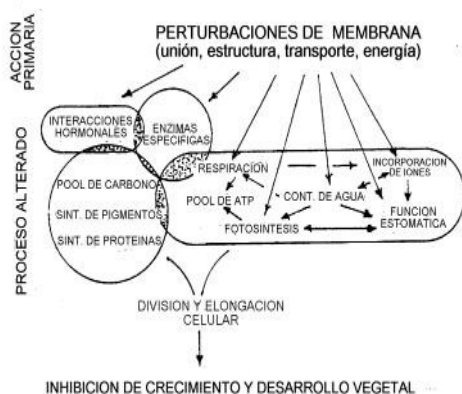 ACCION
PRIMARIA
PERTURBACIONES DE MEMBRANA
(unión, estructura, transporte, energía)
PROCESO ALTERADO
INTERACCIONES
HORMONALES
ENZIMAS
ESPECIFIGAS
RESPIRACION
INCORPORACION
DE IONES
POOL DE CARBONO
POOL DE ATP
CONT. DE AGUA
SINT. DE PIGMENTOS
FOTOSINTESIS
FUNCION
ESTOMATICA
SINT. DE PROTEINAS
DIVISION Y ELONGACION
CELULAR
INHIBICION DE CRECIMIENTO Y DESARROLLO VEGETAL